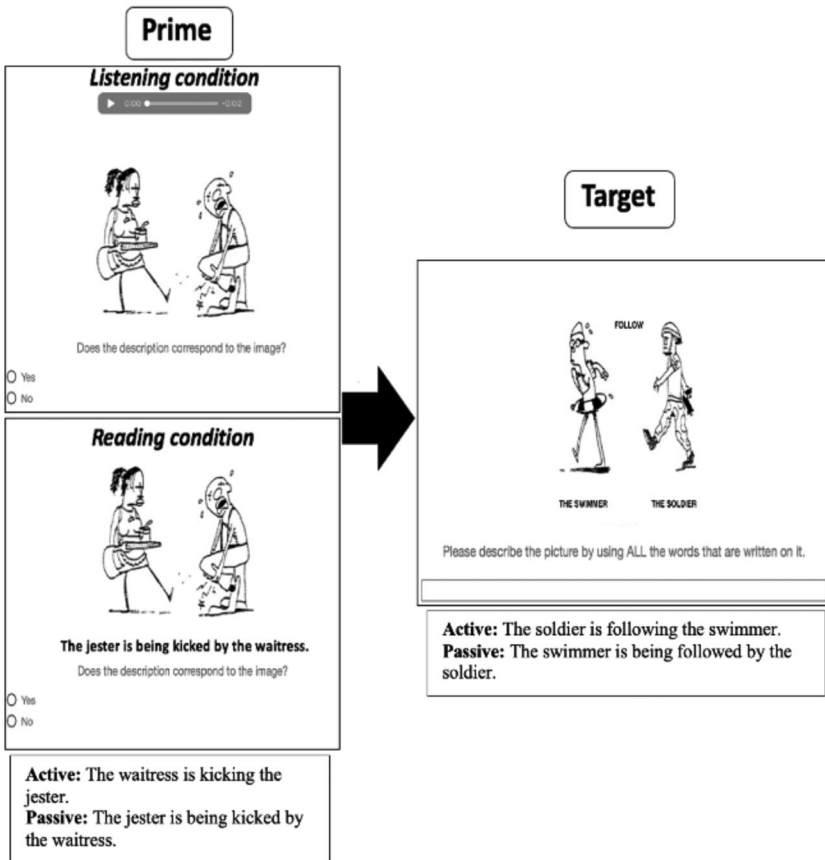 Prime
Listening condition
0:00 -0:02
Does the description correspond to the image?
Yes
No
Reading condition
The jester is being kicked by the waitress.
Does the description correspond to the image?
Yes
No
Active: The waitress is kicking the
jester.
Passive: The jester is being kicked by
the waitress.
Target
FOLLOW
THE SWIMMER THE SOLDIER
Please describe the picture by using ALL the words that are written on it.
Active: The soldier is following the swimmer.
Passive: The swimmer is being followed by the
soldier.